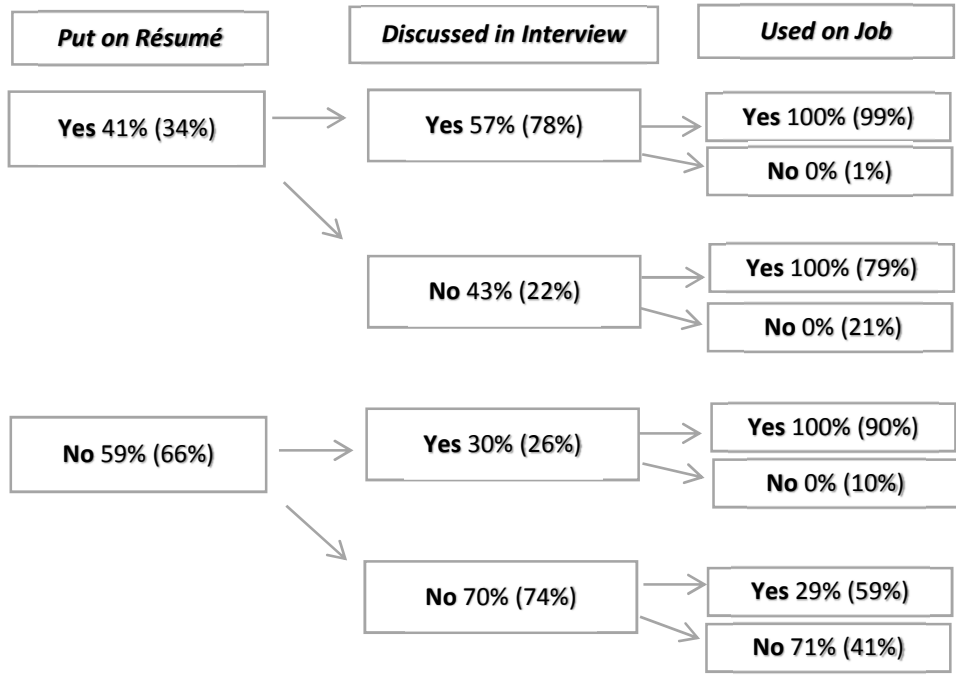 Put on Résumé
Discussed in Interview
Used on Job
Yes 41% (34%)
Yes 57% (78%)
Yes 100% (99%)
No 0% (1%)
No 43% (22%)
Yes 100% (79%)
No 0% (21%)
No 59% (66%)
Yes 30% (26%)
Yes 100% (90%)
No 0% (10%)
No 70% (74%)
Yes 29% (59%)
No 71% (41%)